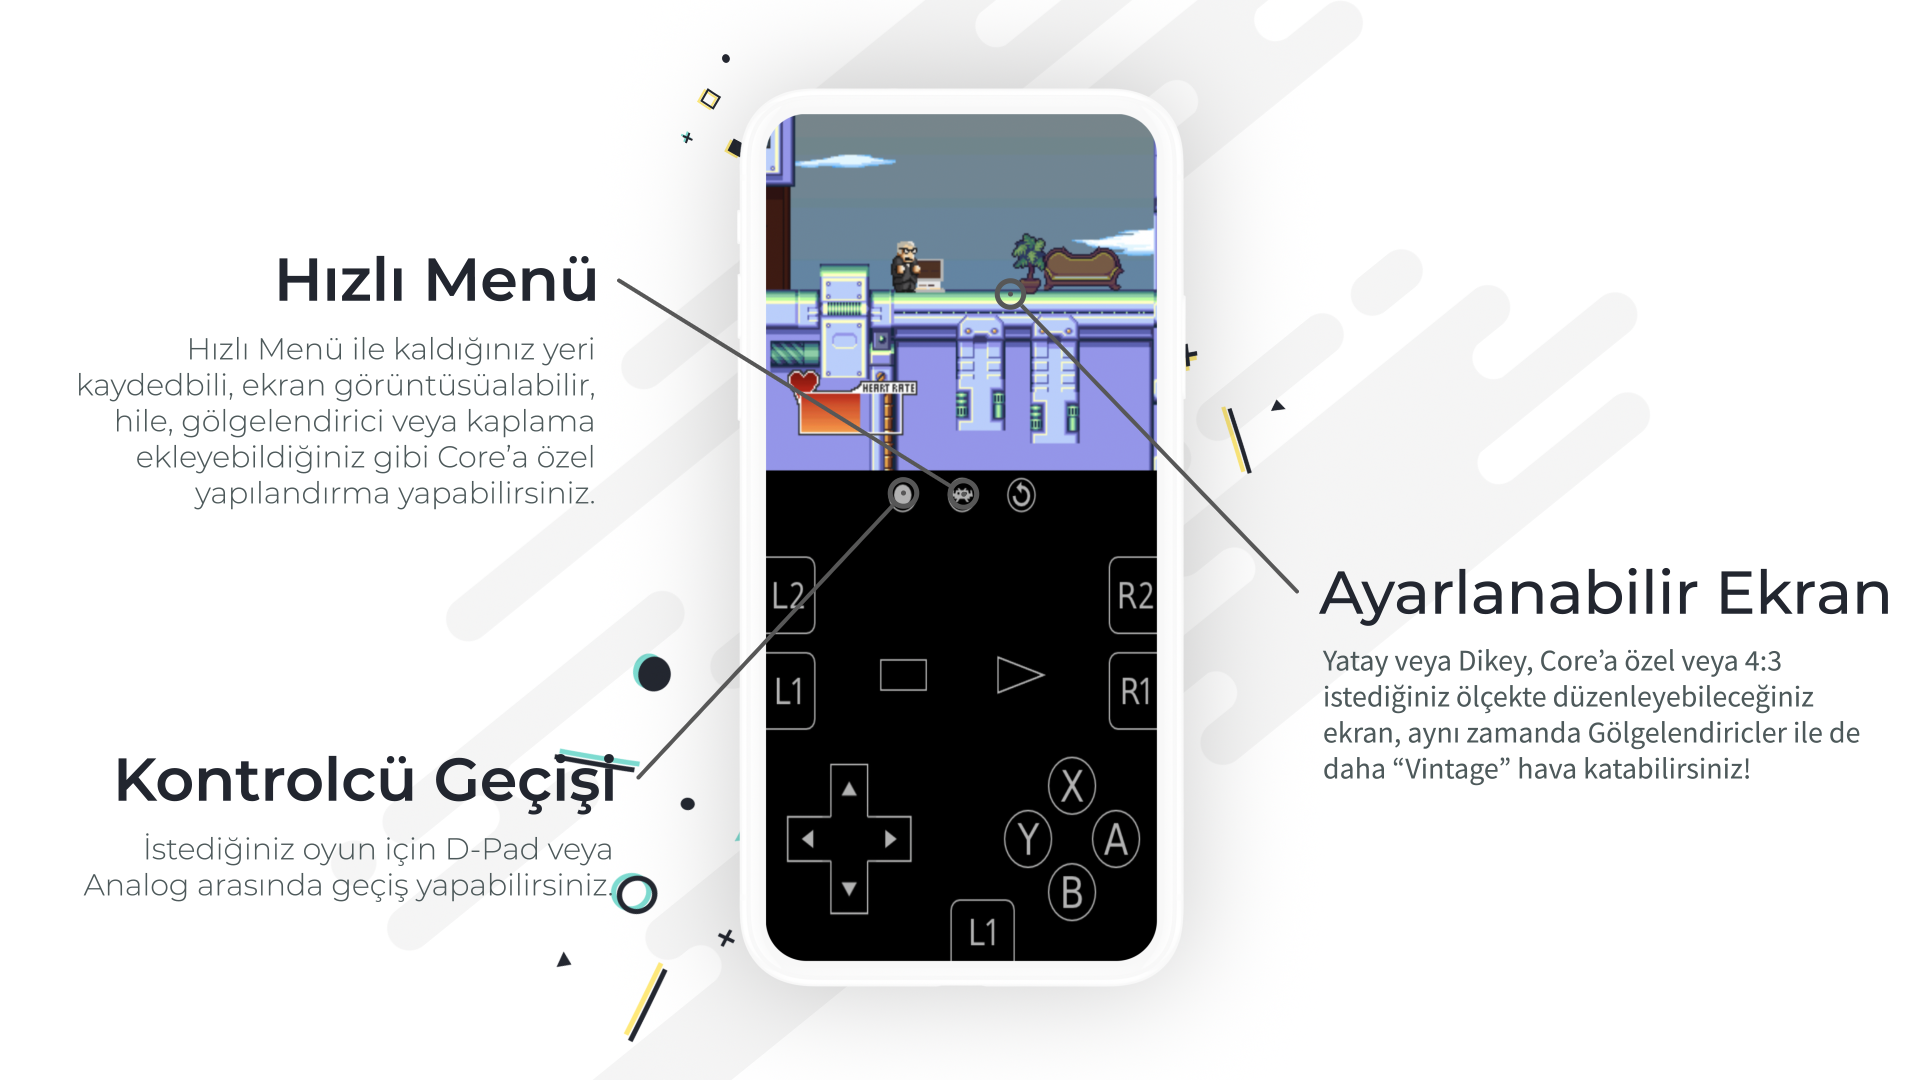 Hızlı Menü
Hızlı Menü ile kaldığınız yeri
kaydedbili, ekran görüntüsüalabilir,
hile, gölgelendirici veya kaplama
ekleyebildiğiniz gibi Core’a özel
yapılandırma yapabilirsiniz.
Kontrolcü Geçişi
İstediğiniz oyun için D-Pad veya
Analog arasında geçiş yapabilirsiniz.
HEART RATE
L2
R2
L1
R1
X
Y
A
B
L1
Ayarlanabilir Ekran
Yatay veya Dikey, Core’a özel veya 4:3
istediğiniz ölçekte düzenleyebileceğiniz
ekran, aynı zamanda Gölgelendiricler ile de
daha “Vintage” hava katabilirsiniz!